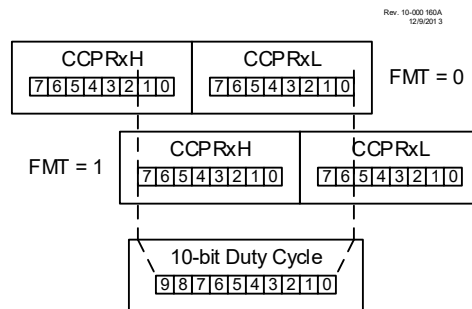 Rev. 10-000 160A
12/9/2013
CCPRxH CCPRxL
7 6 5 4 3 2 1 0 7 6 5 4 3 2 1 0
FMT = 0
CCPRxH CCPRxL
FMT = 1
7 6 5 4 3 2 1 0 7 6 5 4 3 2 1 0
10-bit Duty Cycle
9 8 7 6 5 4 3 2 1 0